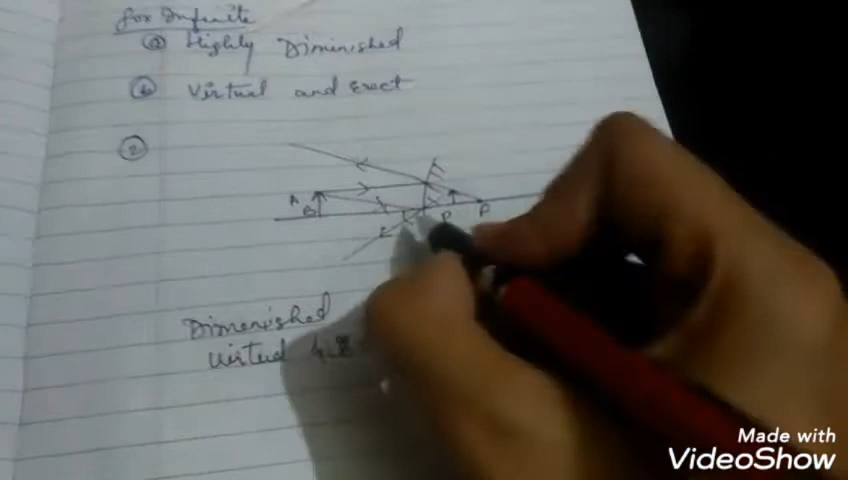 for Infinite
(a) Highly Diminished
(b) Virtual and Erect
(2)
A
B
P
P
Diminished
Virtual &
Made with
VideoShow